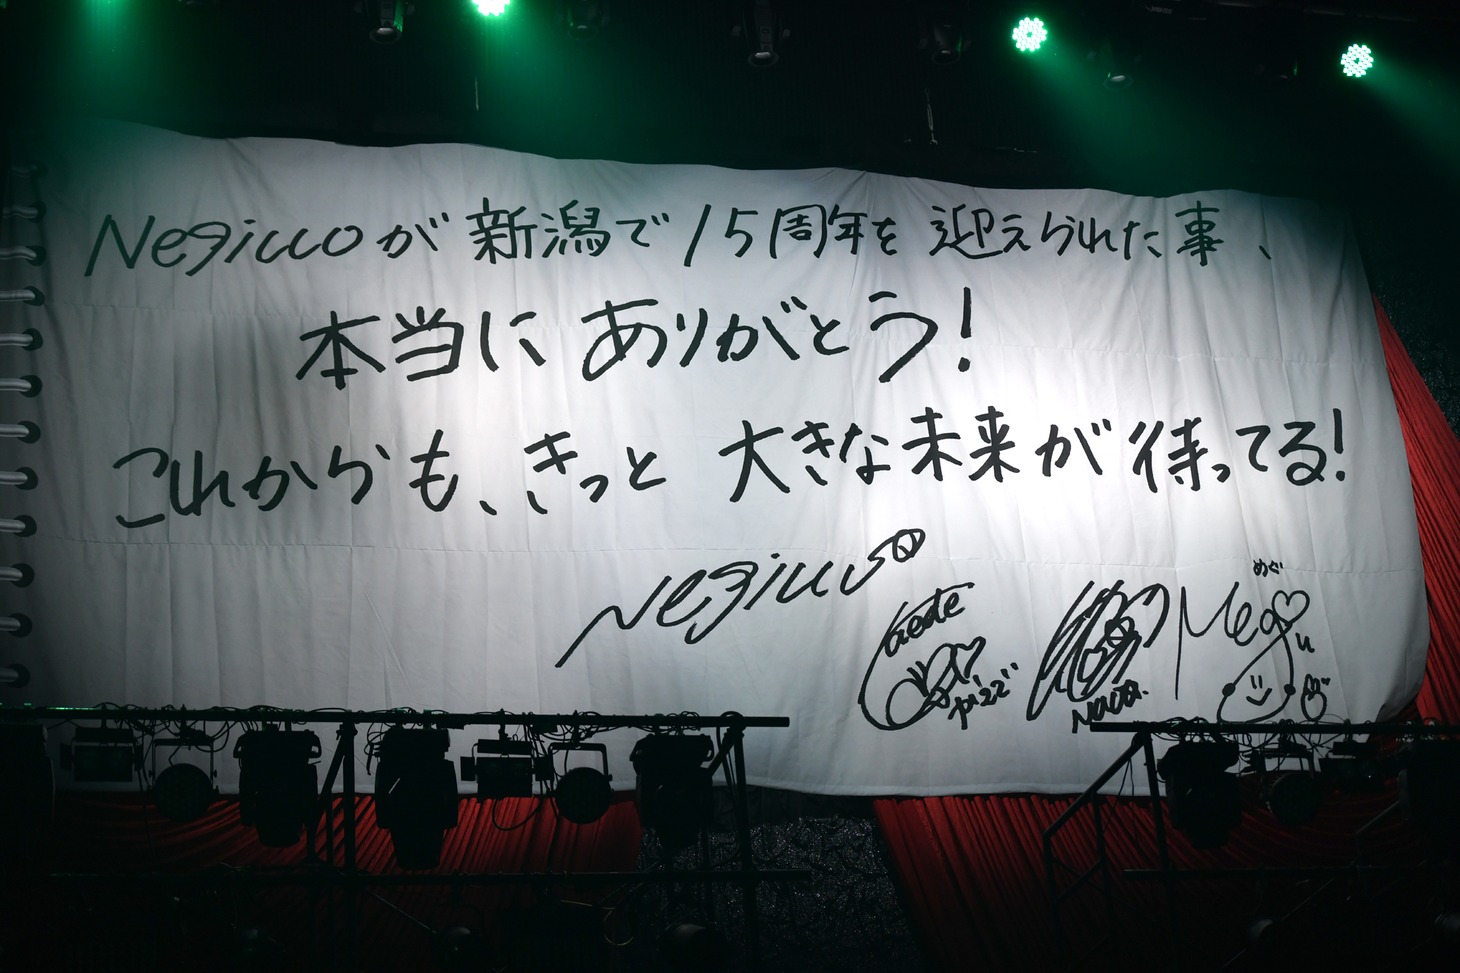 Negiccoが新潟で15周年を迎えられた事、
本当にありがとう!
これからも、きっと大きな未来が待ってる!
Negicco
Kaede
Nao☆
めぐ
Megu